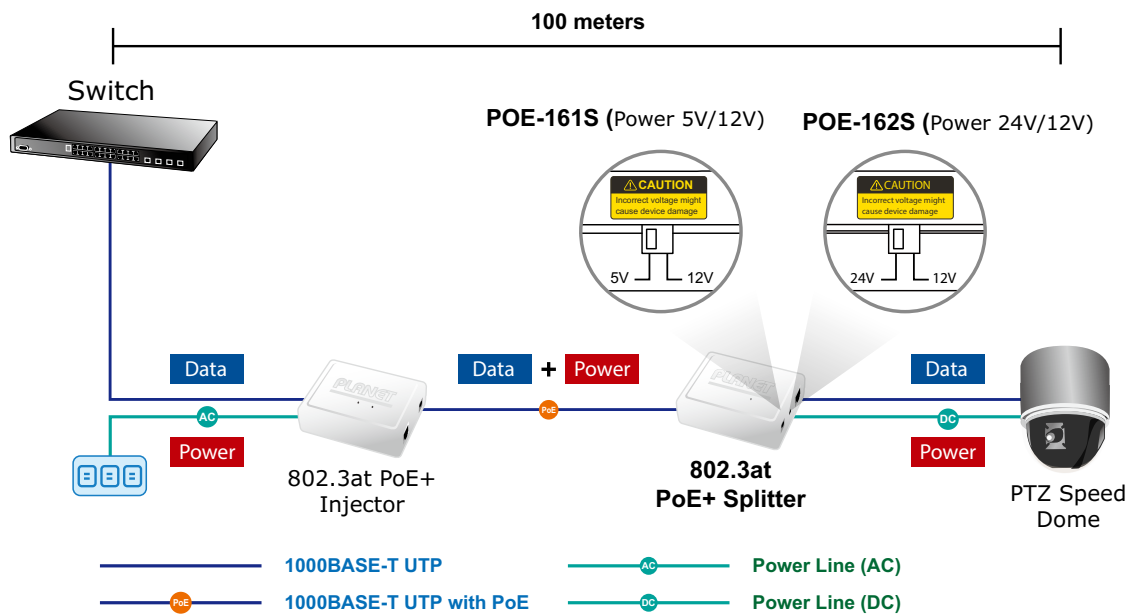 100 meters
Switch
POE-161S (Power 5V/12V)
POE-162S (Power 24V/12V)
CAUTION
Incorrect voltage might
cause device damage
5V
12V
CAUTION
Incorrect voltage might
cause device damage
24V
12V
Data
Data + Power
Data
PLANET
PLANET
AC
PoE
DC
Power
Power
802.3at PoE+
Injector
802.3at
PoE+ Splitter
PTZ Speed
Dome
1000BASE-T UTP
AC
Power Line (AC)
PoE
1000BASE-T UTP with PoE
DC
Power Line (DC)